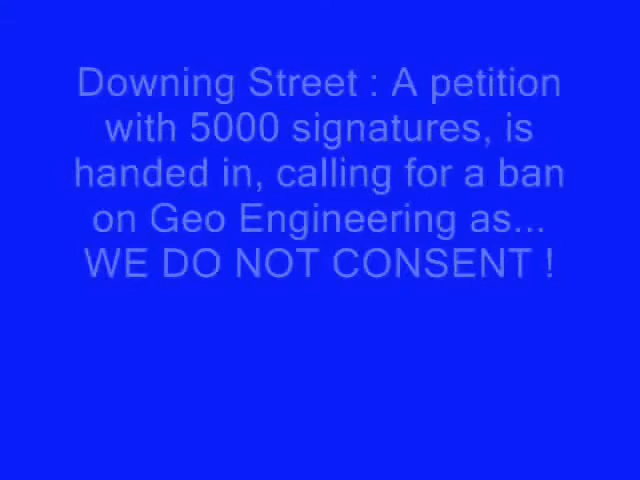 Downing Street : A petition
with 5000 signatures, is
handed in, calling for a ban
on Geo Engineering as...
WE DO NOT CONSENT !